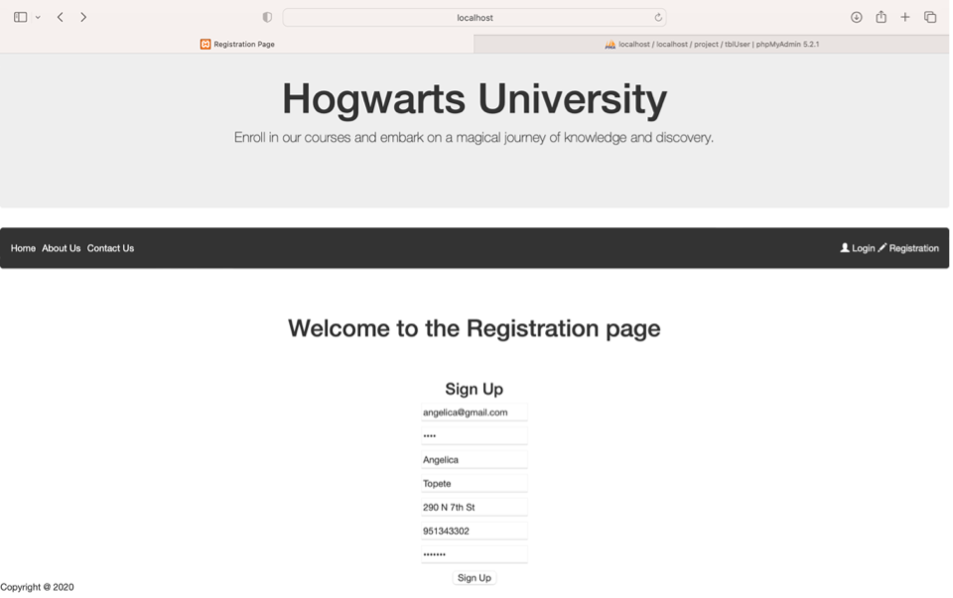 localhost
Registration Page
localhost / localhost / project / tblUser | phpMyAdmin 5.2.1
Hogwarts University
Enroll in our courses and embark on a magical journey of knowledge and discovery.
Home About Us Contact Us Login Registration
Welcome to the Registration page
Sign Up
angelica@gmail.com
••••
Angelica
Topete
290 N 7th St
951343302
•••••••
Sign Up
Copyright @ 2020